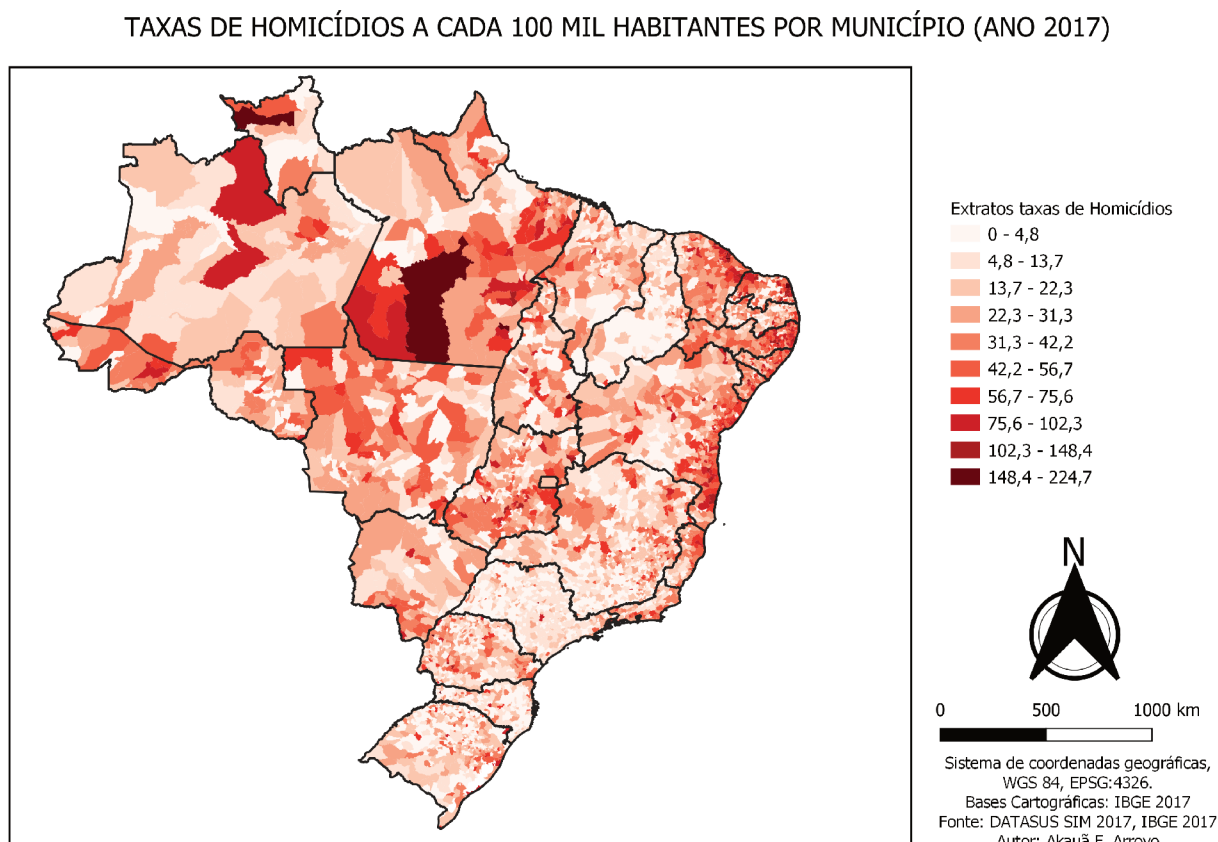 TAXAS DE HOMICÍDIOS A CADA 100 MIL HABITANTES POR MUNICÍPIO (ANO 2017)
Extratos taxas de Homicídios
0 - 4,8
4,8 - 13,7
13,7 - 22,3
22,3 - 31,3
31,3 - 42,2
42,2 - 56,7
56,7 - 75,6
75,6 - 102,3
102,3 - 148,4
148,4 - 224,7
N
0 500 1000 km
Sistema de coordenadas geográficas,
WGS 84, EPSG:4326.
Bases Cartográficas: IBGE 2017
Fonte: DATASUS SIM 2017, IBGE 2017
Autor: Akauã F. Arroyo